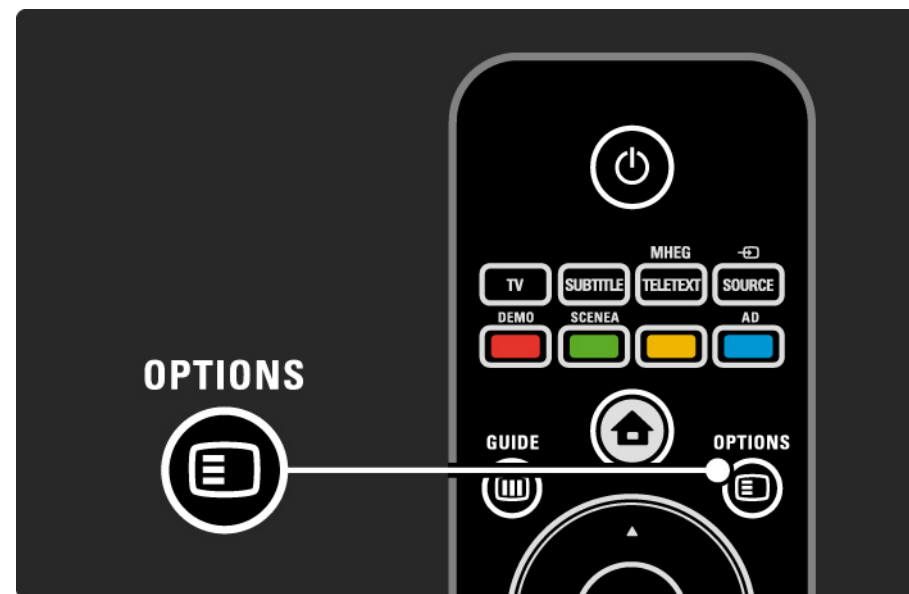 MHEG
TV SUBTITLE TELETEXT SOURCE
DEMO SCENEA AD
OPTIONS
GUIDE OPTIONS